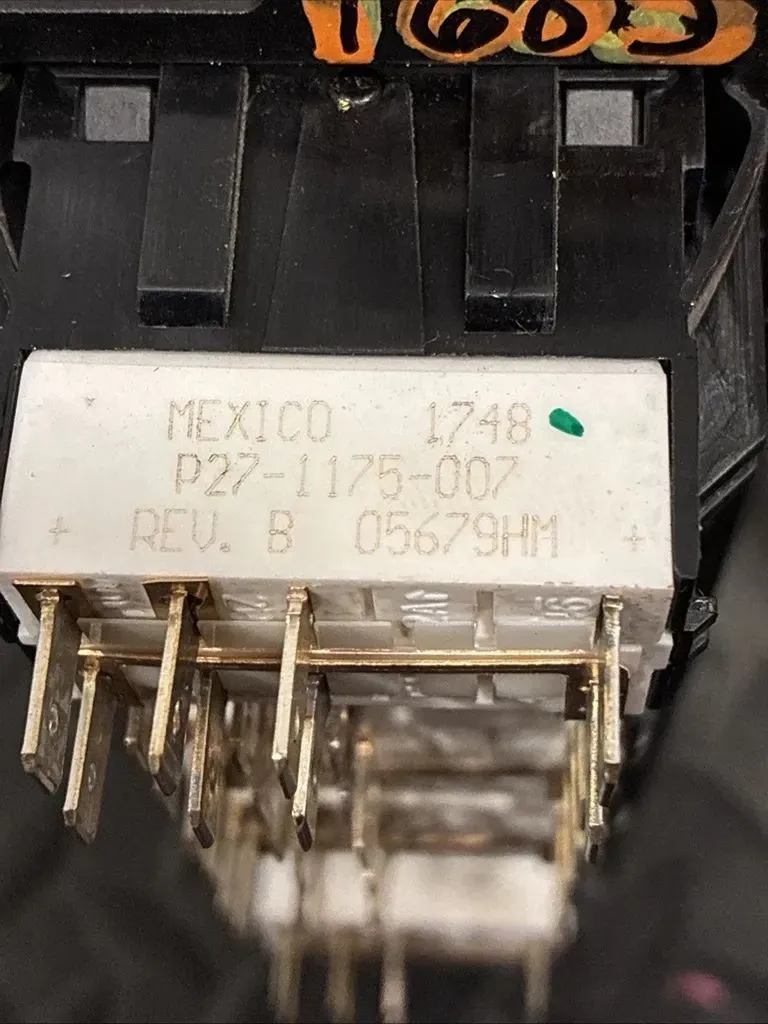 1603
MEXICO 1748
P27-1175-007
+ REV. B 05679HM +